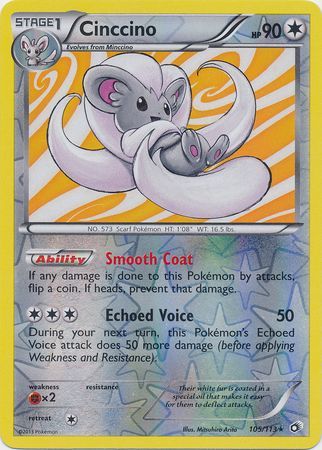 STAGE1
Cinccino
HP 90
Evolves from Minccino
NO. 573 Scarf Pokémon HT: 1'08" WT: 16.5 lbs.
Ability Smooth Coat
If any damage is done to this Pokémon by attacks,
flip a coin. If heads, prevent that damage.
Echoed Voice 50
During your next turn, this Pokémon's Echoed
Voice attack does 50 more damage (before applying
Weakness and Resistance).
weakness resistance
×2
retreat
Their white fur is coated in a
special oil that makes it easy
for them to deflect attacks.
©2013 Pokémon
Illus. Mitsuhiro Arita
109/113